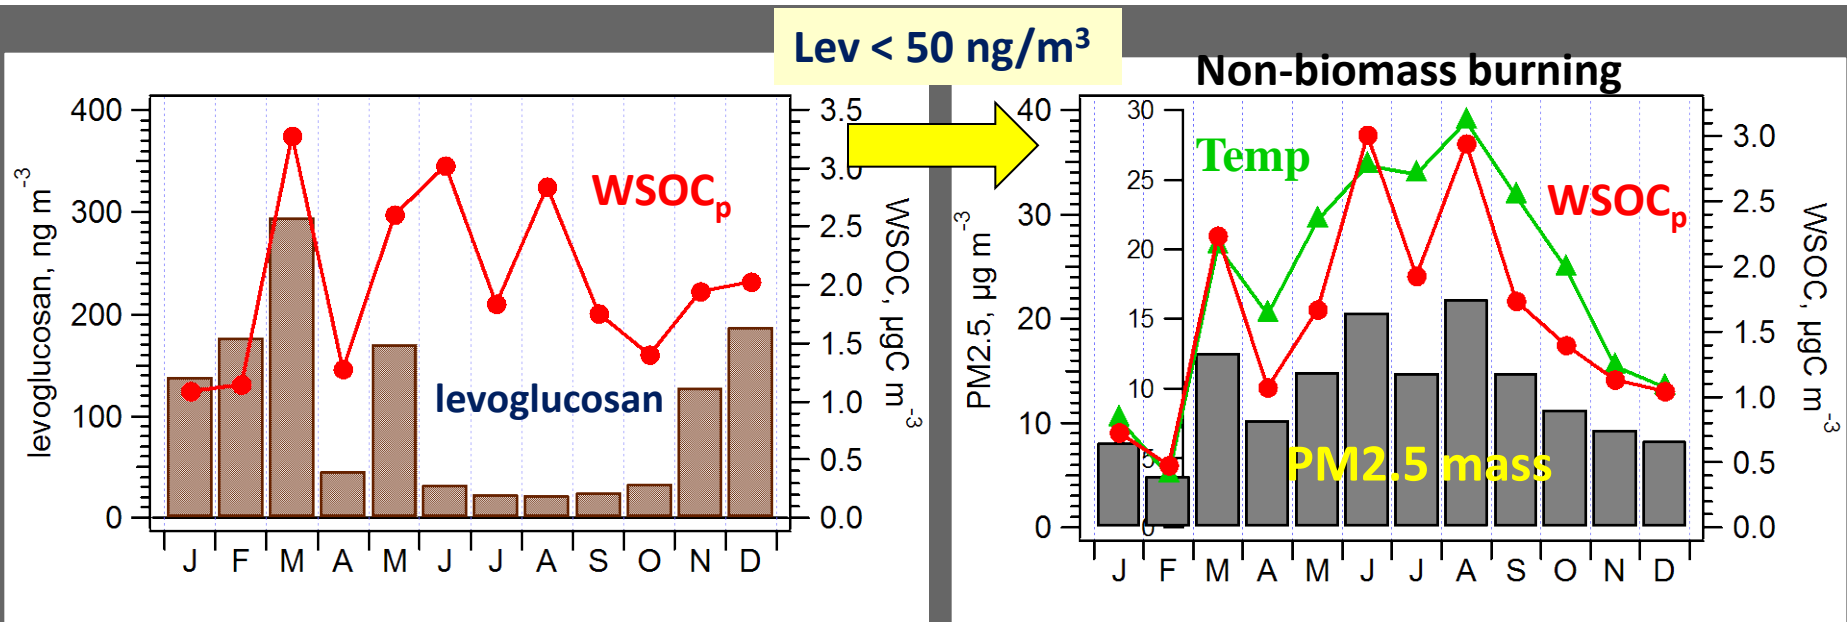 Lev < 50 ng/m³
Non-biomass burning
400
300
200
100
0
levoglucosan, ng m⁻³
3.5
3.0
2.5
2.0
1.5
1.0
0.5
0.0
WSOC, µgC m⁻³
WSOCₚ
levoglucosan
J F M A M J J A S O N D
40
30
20
10
0
PM2.5, µg m⁻³
30
25
20
15
10
5
0
Temp
WSOCₚ
PM2.5 mass
3.0
2.5
2.0
1.5
1.0
0.5
0.0
WSOC, µgC m⁻³
J F M A M J J A S O N D